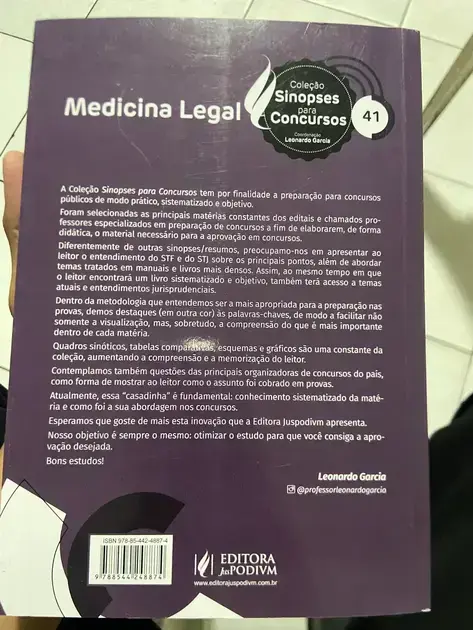 Medicina Legal
Coleção
Sinopses
para
Concursos
Coordenação
Leonardo Garcia
41
A Coleção Sinopses para Concursos tem por finalidade a preparação para concursos
públicos de modo prático, sistematizado e objetivo.
Foram selecionadas as principais matérias constantes dos editais e chamados pro-
fessores especializados em preparação de concursos a fim de elaborarem, de forma
didática, o material necessário para a aprovação em concursos.
Diferentemente de outras sinopses/resumos, preocupamo-nos em apresentar ao
leitor o entendimento do STF e do STJ sobre os principais pontos, além de abordar
temas tratados em manuais e livros mais densos. Assim, ao mesmo tempo em que
o leitor encontrará um livro sistematizado e objetivo, também terá acesso a temas
atuais e entendimentos jurisprudenciais.
Dentro da metodologia que entendemos ser a mais apropriada para a preparação nas
provas, demos destaques (em outra cor) às palavras-chaves, de modo a facilitar não
somente a visualização, mas, sobretudo, a compreensão do que é mais importante
dentro de cada matéria.
Quadros sinóticos, tabelas comparativas, esquemas e gráficos são uma constante da
coleção, aumentando a compreensão e a memorização do leitor.
Contemplamos também questões das principais organizadoras de concursos do país,
como forma de mostrar ao leitor como o assunto foi cobrado em provas.
Atualmente, essa "casadinha" é fundamental: conhecimento sistematizado da maté-
ria e como foi a sua abordagem nos concursos.
Esperamos que goste de mais esta inovação que a Editora Juspodivm apresenta.
Nosso objetivo é sempre o mesmo: otimizar o estudo para que você consiga a apro-
vação desejada.
Bons estudos!
Leonardo Garcia
@professorleonardogarcia
ISBN 978-85-442-4887-4
9 788544 248874
EDITORA
JusPODIVM
www.editorajuspodivm.com.br